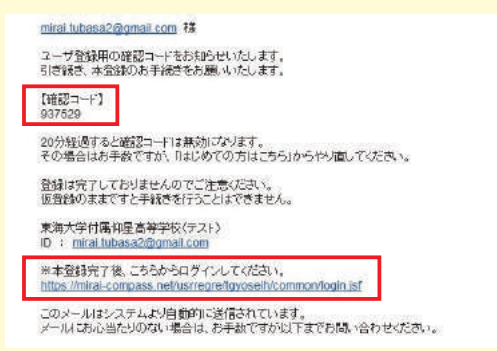 mirai.tubasa2@gmail.com 様
ユーザ登録用の確認コードをお知らせいたします。
引き続き、本登録のお手続きをお願いいたします。
【確認コード】
937529
20分経過すると確認コードは無効になります。
その場合はお手数ですが、「はじめての方はこちら」からやり直してください。
登録は完了しておりませんのでご注意ください。
仮登録のままですと手続きを行うことはできません。
東海大学付属仰星高等学校(テスト)
ID : mirai.tubasa2@gmail.com
※本登録完了後、こちらからログインしてください。
https://mirai-compass.net/usr/regre/tgyoseih/common/login.jsf
このメールはシステムより自動的に送信されています。
メールにお心当たりのない場合は、お手数ですが以下までお問い合わせください。